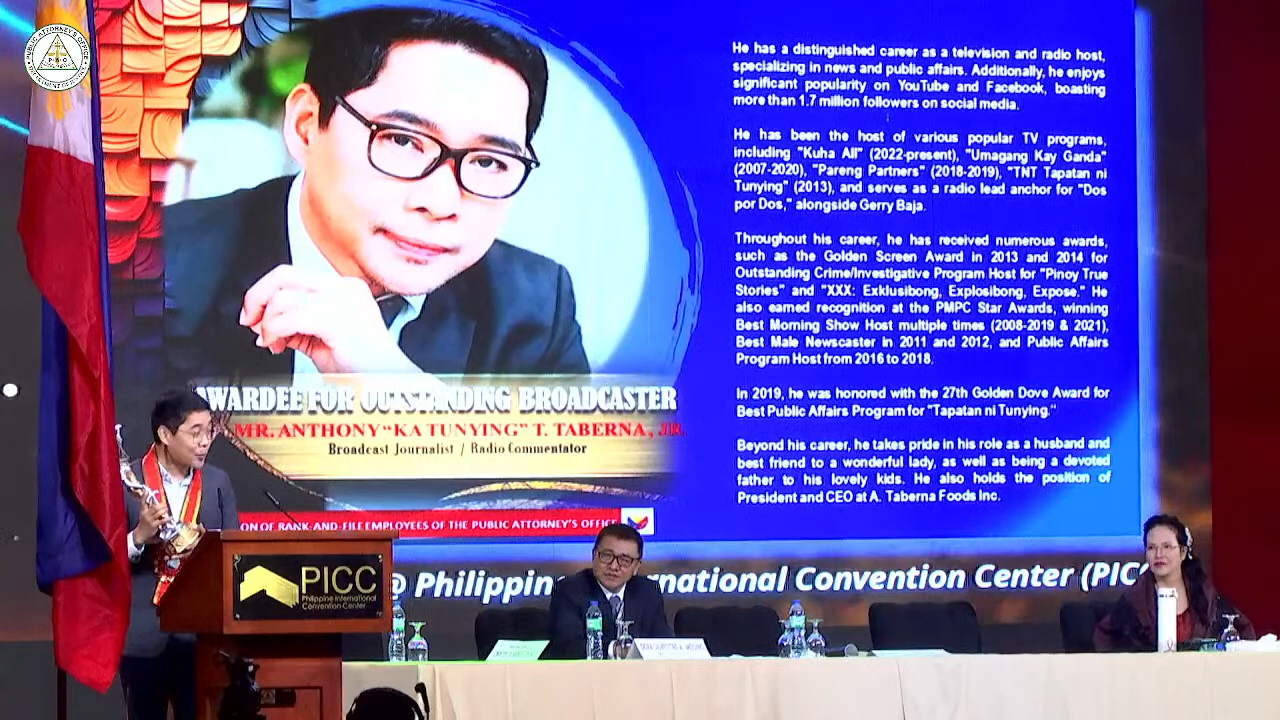 PUBLIC ATTORNEY'S OFFICE
He has a distinguished career as a television and radio host,
specializing in news and public affairs. Additionally, he enjoys
significant popularity on YouTube and Facebook, boasting
more than 1.7 million followers on social media.
He has been the host of various popular TV programs,
including "Kuha All" (2022-present), "Umagang Kay Ganda"
(2007-2020), "Pareng Partners" (2018-2019), "TNT Tapatan ni
Tunying" (2013), and serves as a radio lead anchor for "Dos
por Dos," alongside Gerry Baja.
Throughout his career, he has received numerous awards,
such as the Golden Screen Award in 2013 and 2014 for
Outstanding Crime/Investigative Program Host for "Pinoy True
Stories" and "XXX: Exklusibong, Explosibong, Expose." He
also earned recognition at the PMPC Star Awards, winning
Best Morning Show Host multiple times (2008-2019 & 2021),
Best Male Newscaster in 2011 and 2012, and Public Affairs
Program Host from 2016 to 2018.
In 2019, he was honored with the 27th Golden Dove Award for
Best Public Affairs Program for "Tapatan ni Tunying."
Beyond his career, he takes pride in his role as a husband and
best friend to a wonderful lady, as well as being a devoted
father to his lovely kids. He also holds the position of
President and CEO at A. Taberna Foods Inc.
AWARDEE FOR OUTSTANDING BROADCASTER
MR. ANTHONY "KA TUNYING" T. TABERNA, JR.
Broadcast Journalist / Radio Commentator
ON OF RANK-AND-FILE EMPLOYEES OF THE PUBLIC ATTORNEY'S OFFICE
@ Philippine International Convention Center (PICC
PICC
Philippine International
Convention Center